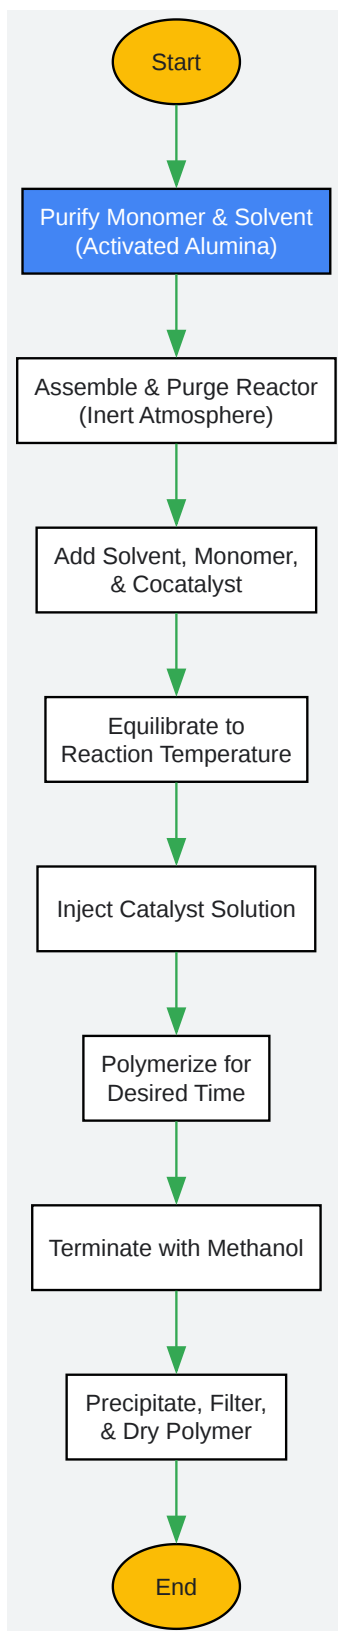 Start
Purify Monomer & Solvent
(Activated Alumina)
Assemble & Purge Reactor
(Inert Atmosphere)
Add Solvent, Monomer,
& Cocatalyst
Equilibrate to
Reaction Temperature
Inject Catalyst Solution
Polymerize for
Desired Time
Terminate with Methanol
Precipitate, Filter,
& Dry Polymer
End